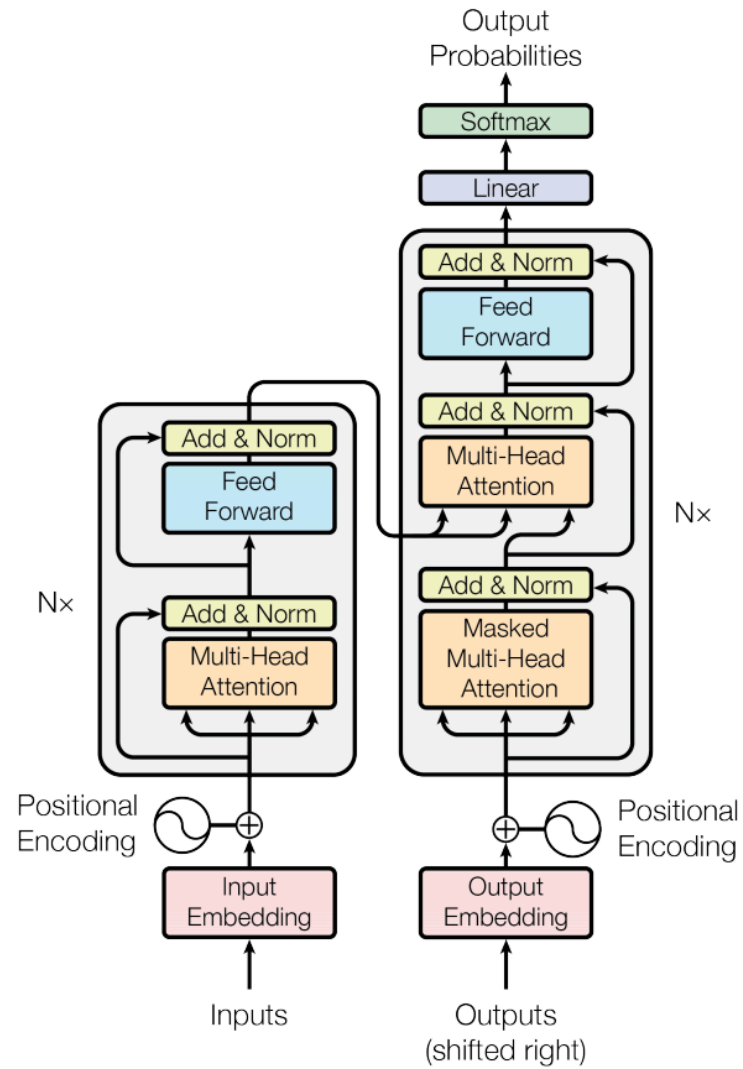 Output
Probabilities
Softmax
Linear
Add & Norm
Feed
Forward
Add & Norm
Multi-Head
Attention
Add & Norm
Masked
Multi-Head
Attention
Nx
Add & Norm
Feed
Forward
Add & Norm
Multi-Head
Attention
Nx
Positional
Encoding
Positional
Encoding
Input
Embedding
Output
Embedding
Inputs
Outputs
(shifted right)